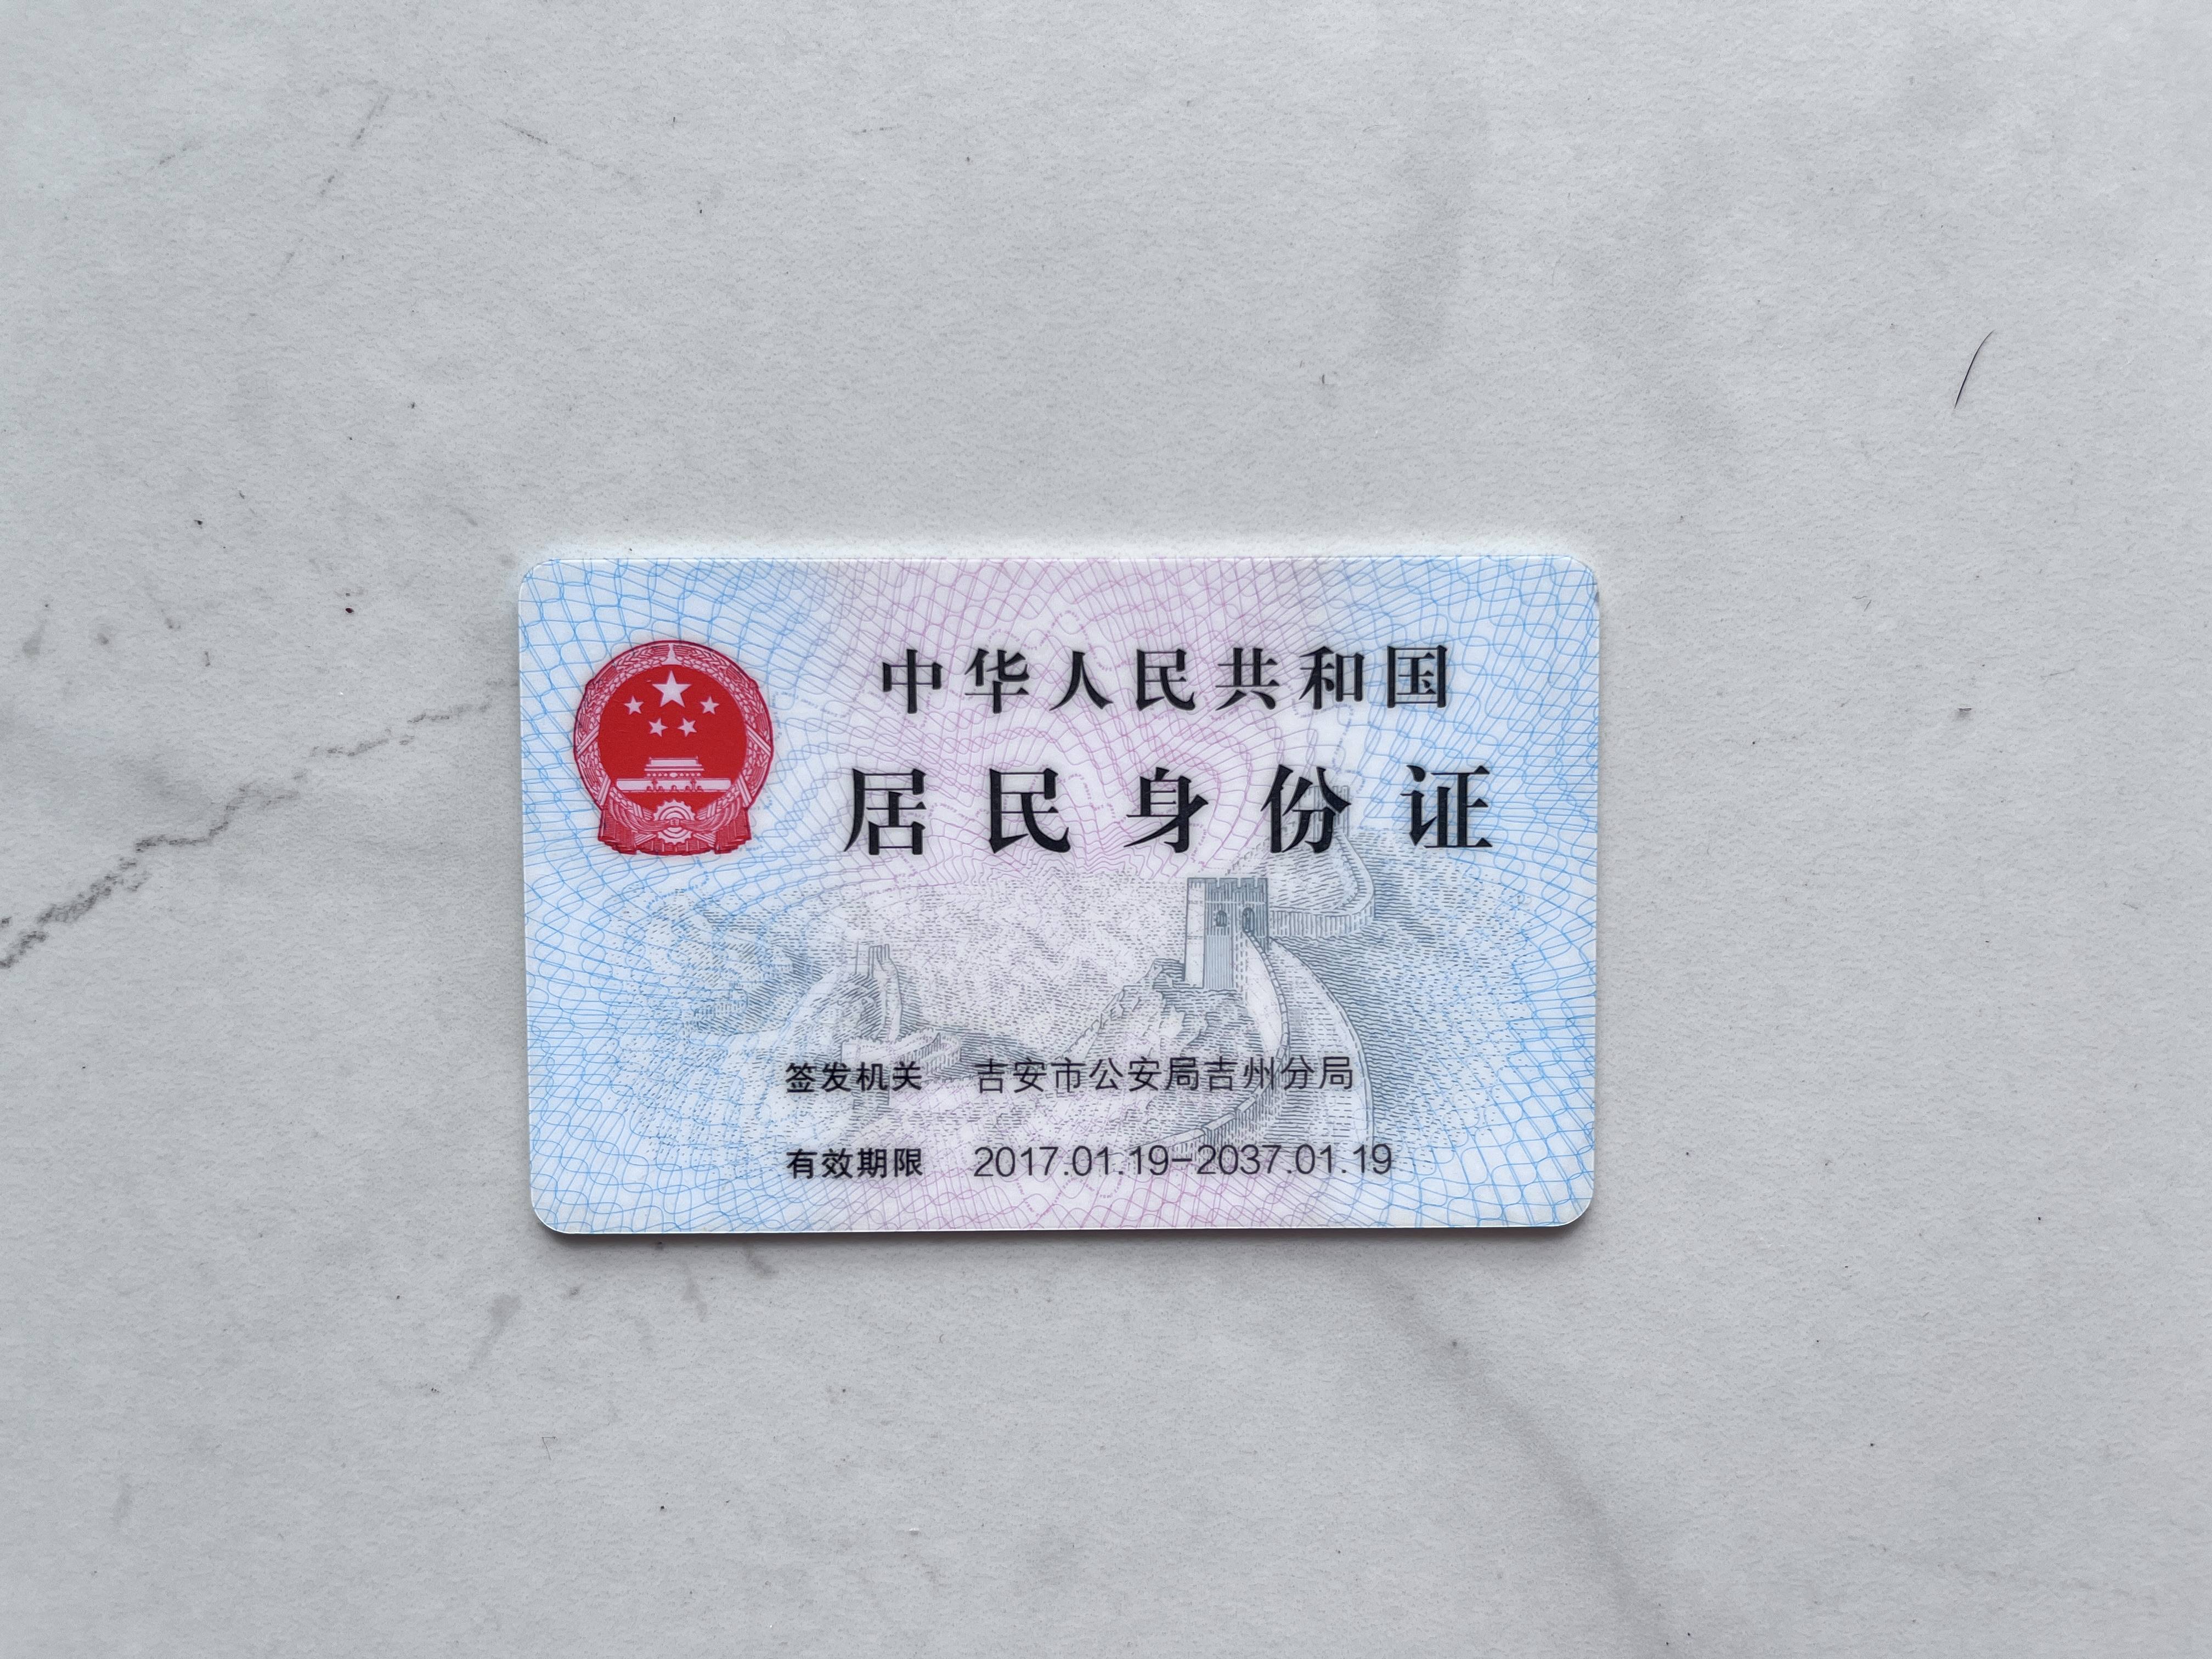 中华人民共和国
居民身份证
签发机关 吉安市公安局吉州分局
有效期限 2017.01.19-2037.01.19